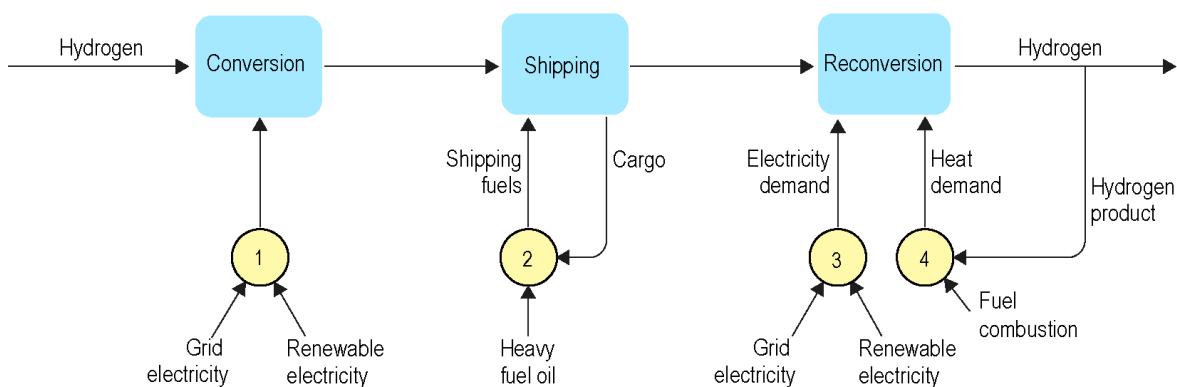 Hydrogen
Conversion
Shipping
Reconversion
Hydrogen
Shipping
fuels
Cargo
Electricity
demand
Heat
demand
Hydrogen
product
1
2
3
4
Grid
electricity
Renewable
electricity
Heavy
fuel oil
Grid
electricity
Renewable
electricity
Fuel
combustion